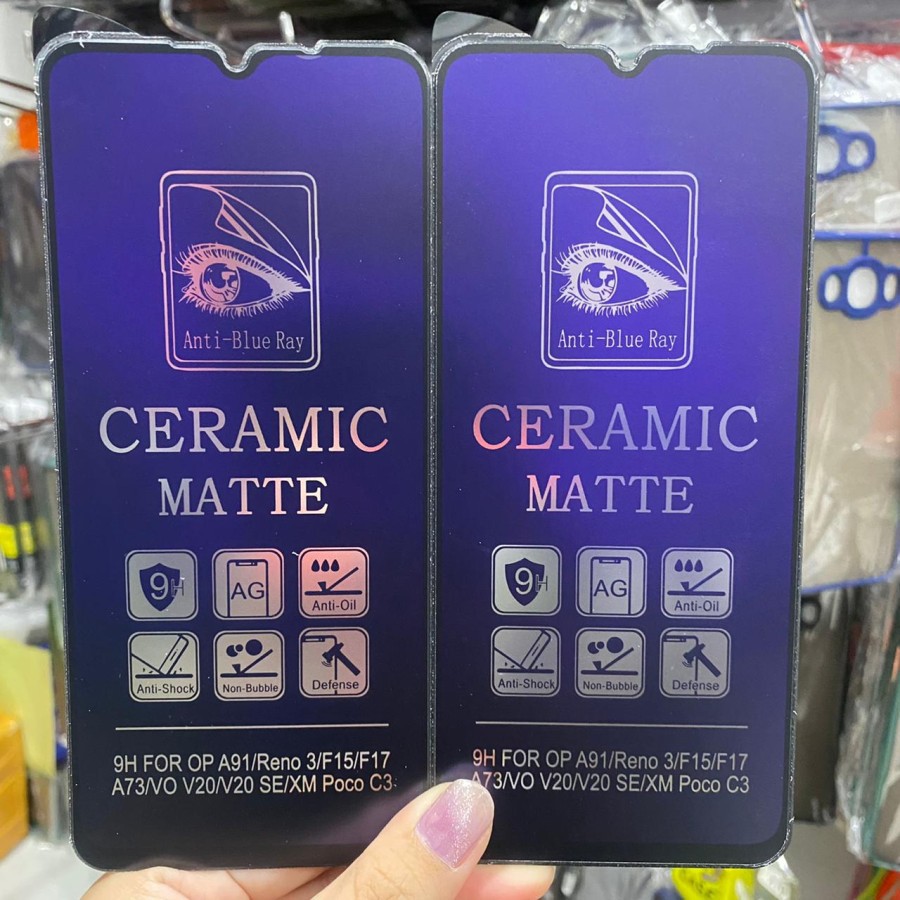 Anti-Blue Ray
CERAMIC
MATTE
9H
AG
Anti-Oil
Anti-Shock
Non-Bubble
Defense
9H FOR OP A91/Reno 3/F15/F17
A73/VO V20/V20 SE/XM Poco C3
Anti-Blue Ray
CERAMIC
MATTE
9H
AG
Anti-Oil
Anti-Shock
Non-Bubble
Defense
9H FOR OP A91/Reno 3/F15/F17
A73/VO V20/V20 SE/XM Poco C3